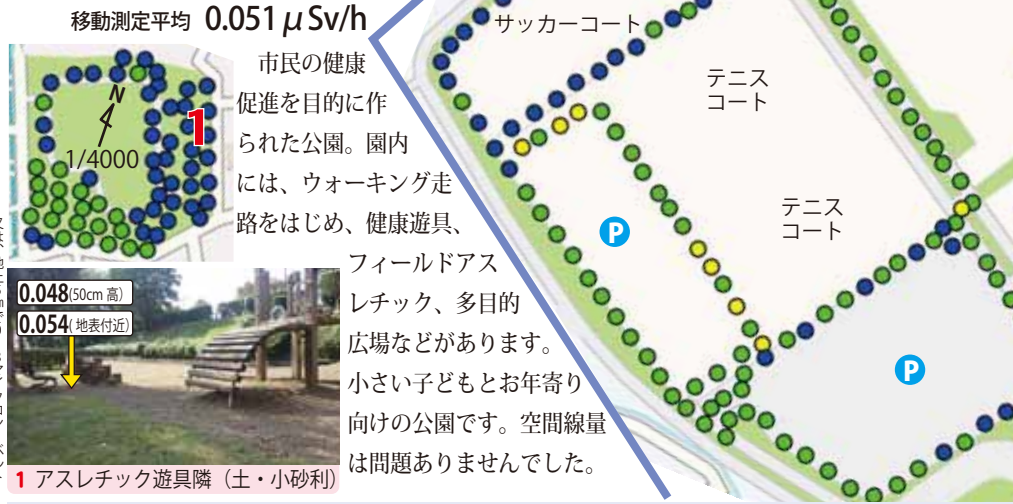 移動測定平均 0.051μSv/h
N
1/4000
1
市民の健康
促進を目的に作
られた公園。園内
には、ウォーキング走
路をはじめ、健康遊具、
フィールドアス
レチック、多目的
広場などがあります。
小さい子どもとお年寄り
向けの公園です。空間線量
は問題ありませんでした。
0.048(50cm 高)
0.054(地表付近)
1 アスレチック遊具隣（土・小砂利）
サッカーコート
テニス
コート
テニス
コート
P
P